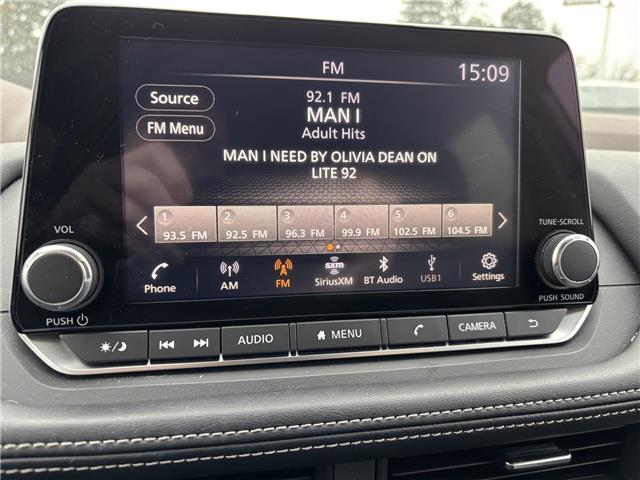 FM
15:09
Source
92.1 FM
MAN I
FM Menu
Adult Hits
MAN I NEED BY OLIVIA DEAN ON
LITE 92
VOL
TUNE-SCROLL
1 2 3 4 5 6
93.5 FM 92.5 FM 96.3 FM 99.9 FM 102.5 FM 104.5 FM
Phone AM FM sxm SiriusXM BT Audio USB1 Settings
PUSH
PUSH SOUND
AUDIO MENU CAMERA